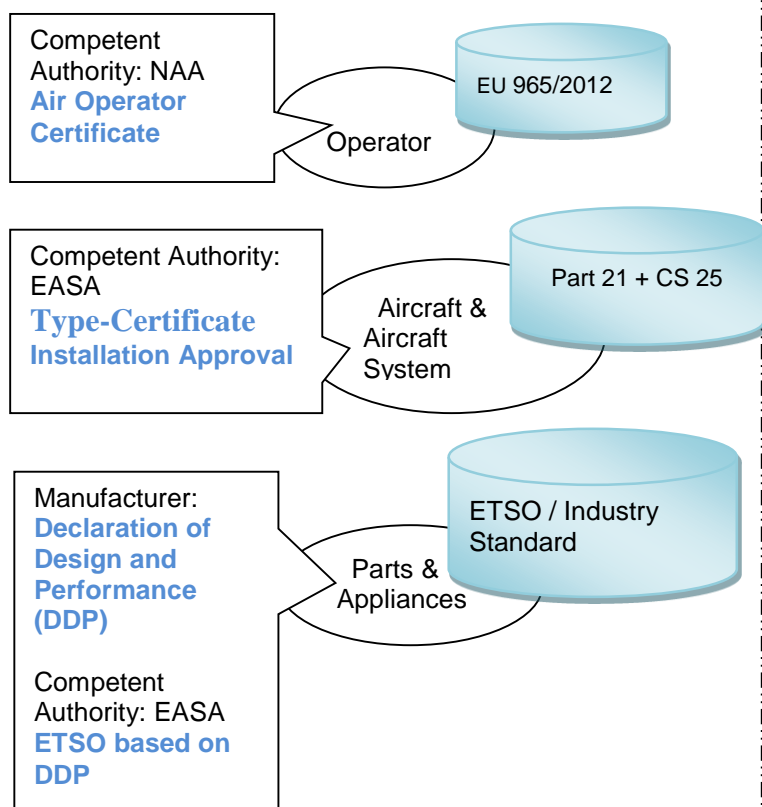 Competent
Authority: NAA
Air Operator
Certificate
Operator
EU 965/2012
Competent Authority:
EASA
Type-Certificate
Installation Approval
Aircraft &
Aircraft
System
Part 21 + CS 25
Manufacturer:
Declaration of
Design and
Performance
(DDP)
Competent
Authority: EASA
ETSO based on
DDP
Parts &
Appliances
ETSO / Industry
Standard